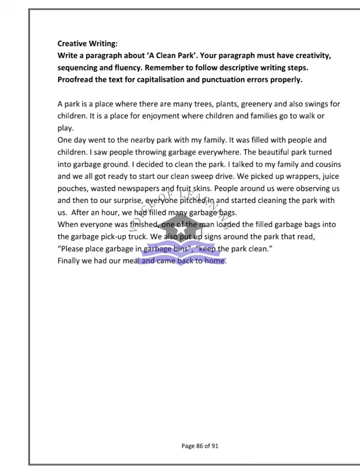 Creative Writing:
Write a paragraph about ‘A Clean Park’. Your paragraph must have creativity,
sequencing and fluency. Remember to follow descriptive writing steps.
Proofread the text for capitalisation and punctuation errors properly.
A park is a place where there are many trees, plants, greenery and also swings for
children. It is a place for enjoyment where children and families go to walk or
play.
One day went to the nearby park with my family. It was filled with people and
children. I saw people throwing garbage everywhere. The beautiful park turned
into garbage ground. I decided to clean the park. I talked to my family and cousins
and we all got ready to start our clean sweep drive. We picked up wrappers, juice
pouches, wasted newspapers and fruit skins. People around us were observing us
and then to our surprise, everyone pitched in and started cleaning the park with
us. After an hour, we had filled many garbage bags.
When everyone was finished, one of the man loaded the filled garbage bags into
the garbage pick-up truck. We also put up signs around the park that read,
“Please place garbage in garbage bins”, “keep the park clean.”
Finally we had our meal and came back to home.
Page 86 of 91